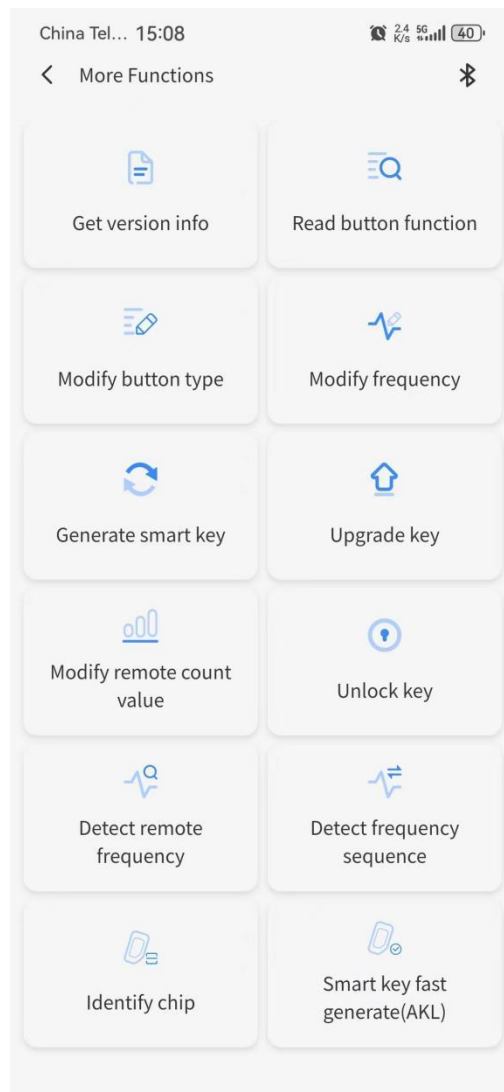 China Tel... 15:08 2.4 K/s 5G 40
More Functions
Get version info
Read button function
Modify button type
Modify frequency
Generate smart key
Upgrade key
Modify remote count
value
Unlock key
Detect remote
frequency
Detect frequency
sequence
Identify chip
Smart key fast
generate(AKL)